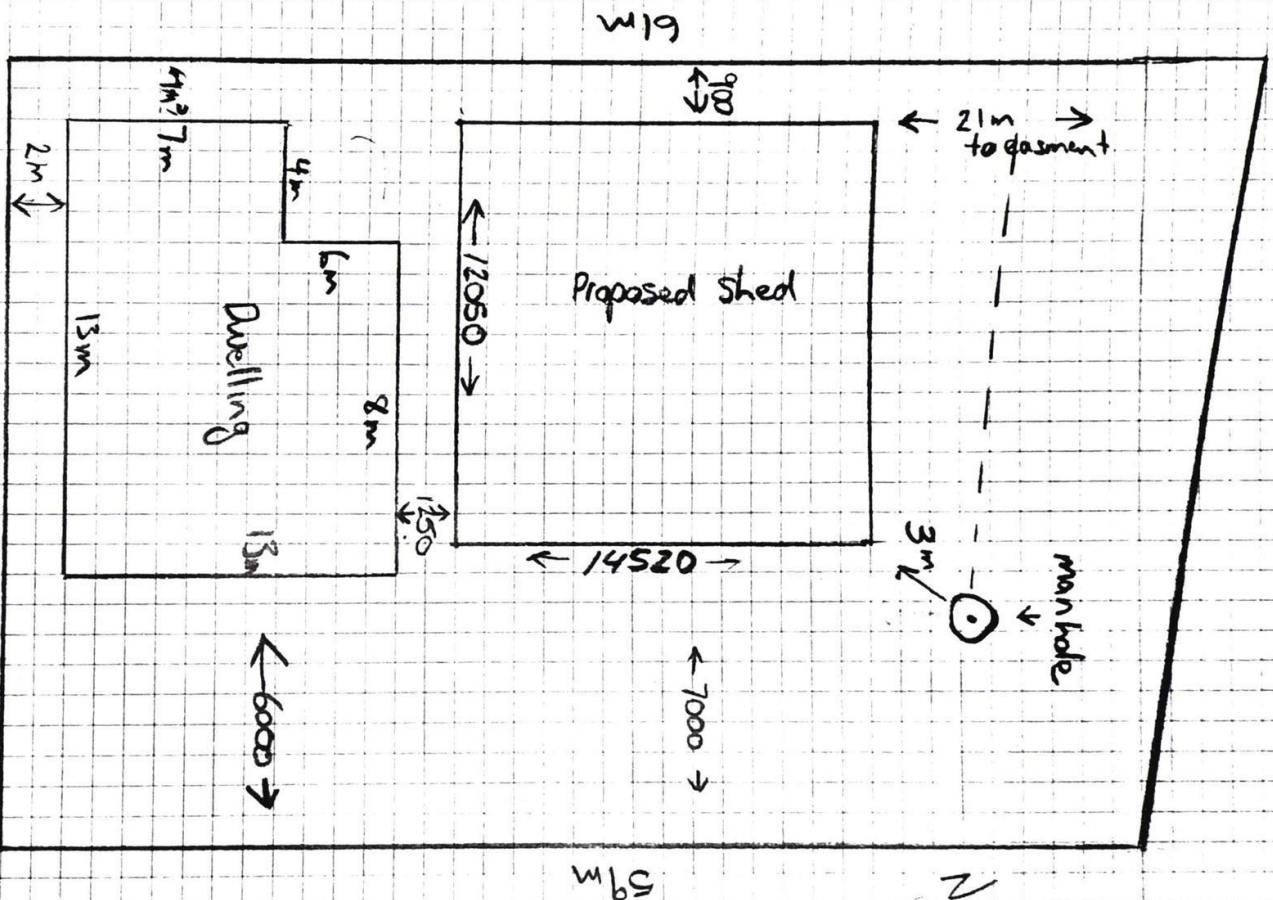 61m
900
4m? 7m
21m
to easment
2m
4m
6m
12050
Proposed Shed
13m
Dwelling
8m
1250
13m
14520
3m
manhole
6000
7000
59m